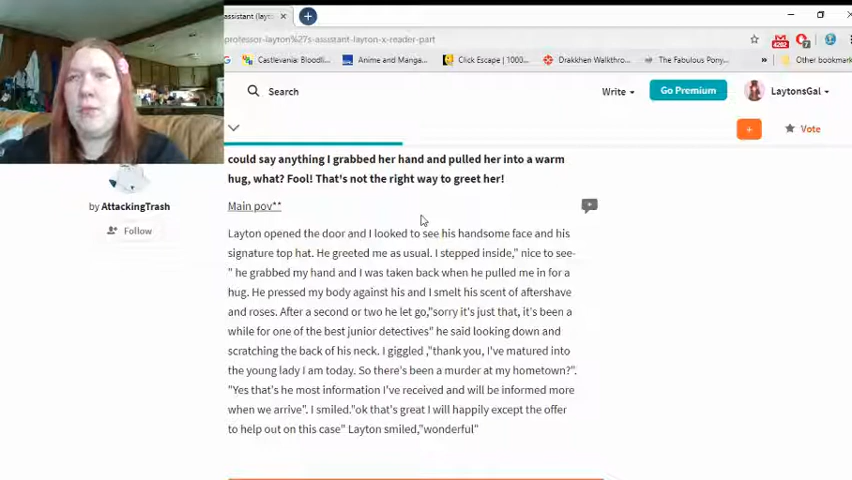 assistant (layto
professor-layton%27s-assistant-layton-x-reader-part
Castlevania: Bloodli... Anime and Manga... Click Escape | 1000... Drakkhen Walkthro... The Fabulous Pony... » Other bookmark
Search Write Go Premium LaytonsGal
+ Vote
could say anything I grabbed her hand and pulled her into a warm
hug, what? Fool! That's not the right way to greet her!
by AttackingTrash
Follow
Main pov**
Layton opened the door and I looked to see his handsome face and his
signature top hat. He greeted me as usual. I stepped inside," nice to see-
" he grabbed my hand and I was taken back when he pulled me in for a
hug. He pressed my body against his and I smelt his scent of aftershave
and roses. After a second or two he let go,"sorry it's just that, it's been a
while for one of the best junior detectives" he said looking down and
scratching the back of his neck. I giggled ,"thank you, I've matured into
the young lady I am today. So there's been a murder at my hometown?".
"Yes that's he most information I've received and will be informed more
when we arrive". I smiled."ok that's great I will happily except the offer
to help out on this case" Layton smiled,"wonderful"